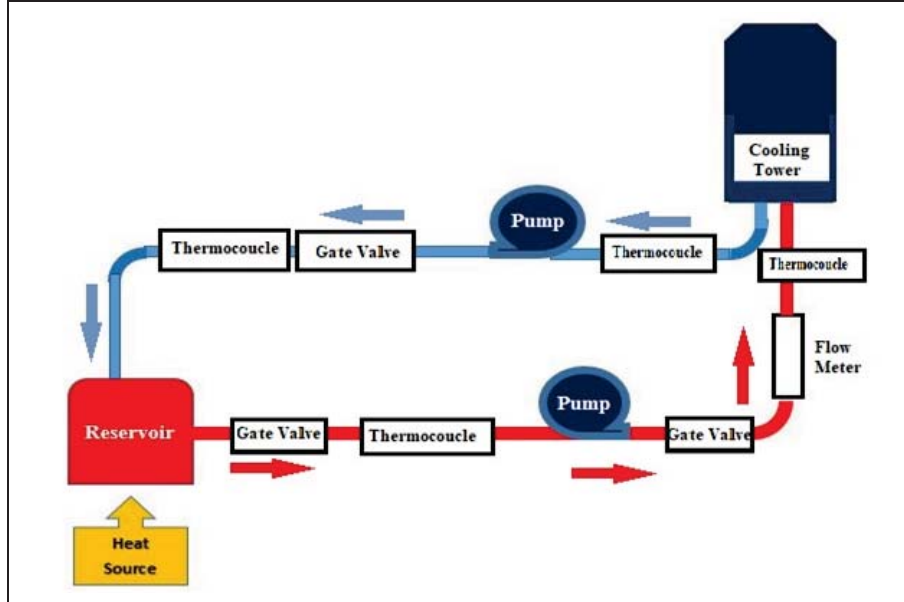 Cooling
Tower
Pump
Thermocoucle
Gate Valve
Thermocoucle
Thermocoucle
Flow
Meter
Pump
Reservoir
Gate Valve
Thermocoucle
Gate Valve
Heat
Source